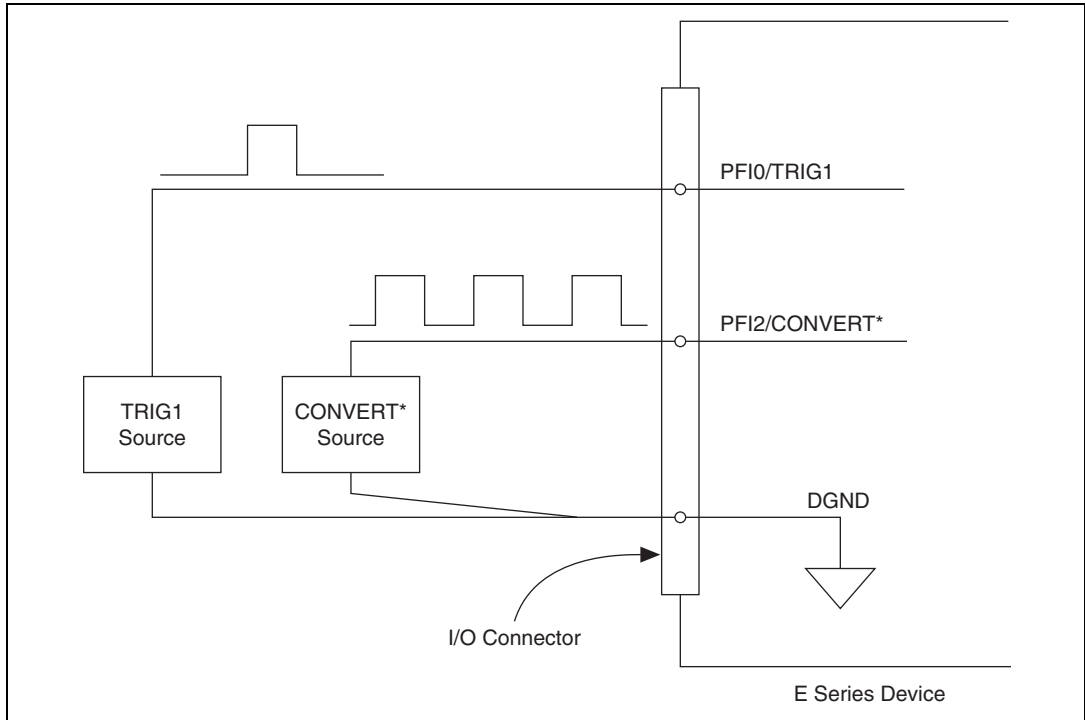 PFI0/TRIG1
PFI2/CONVERT*
TRIG1
Source
CONVERT*
Source
DGND
I/O Connector
E Series Device